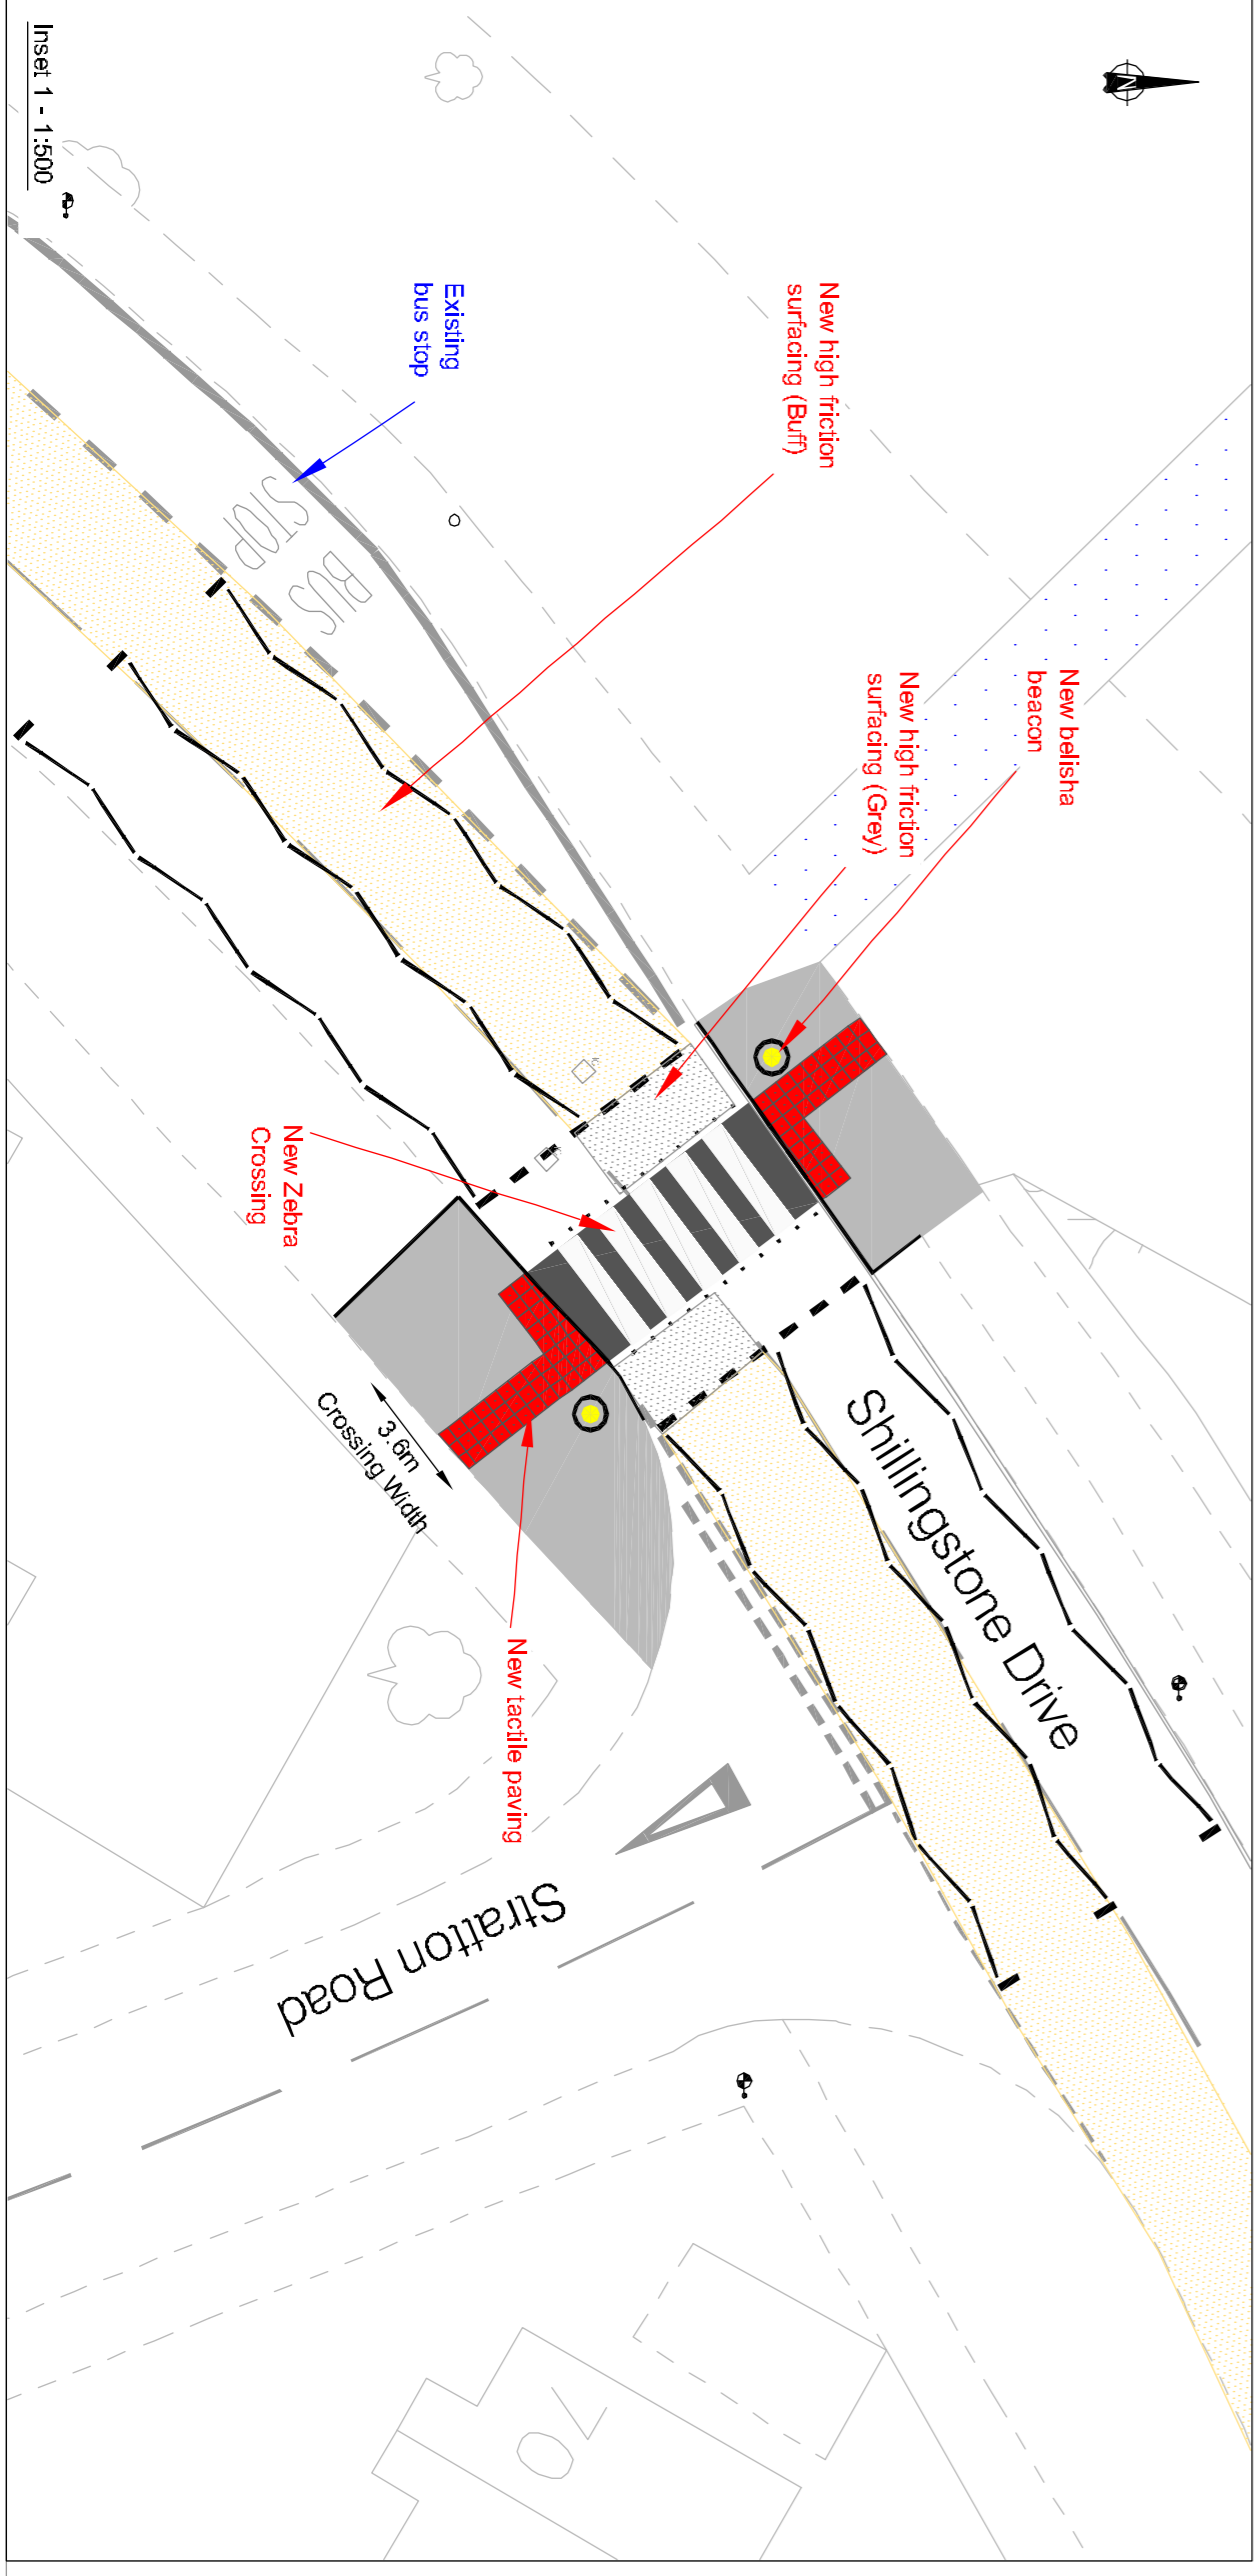 N
New high friction
surfacing (Buff)
New belisha
beacon
New high friction
surfacing (Grey)
Existing
bus stop
BUS
STOP
Shillingstone Drive
New Zebra
Crossing
3.6m
Crossing Width
New tactile paving
Stratton Road
Inset 1 - 1:500